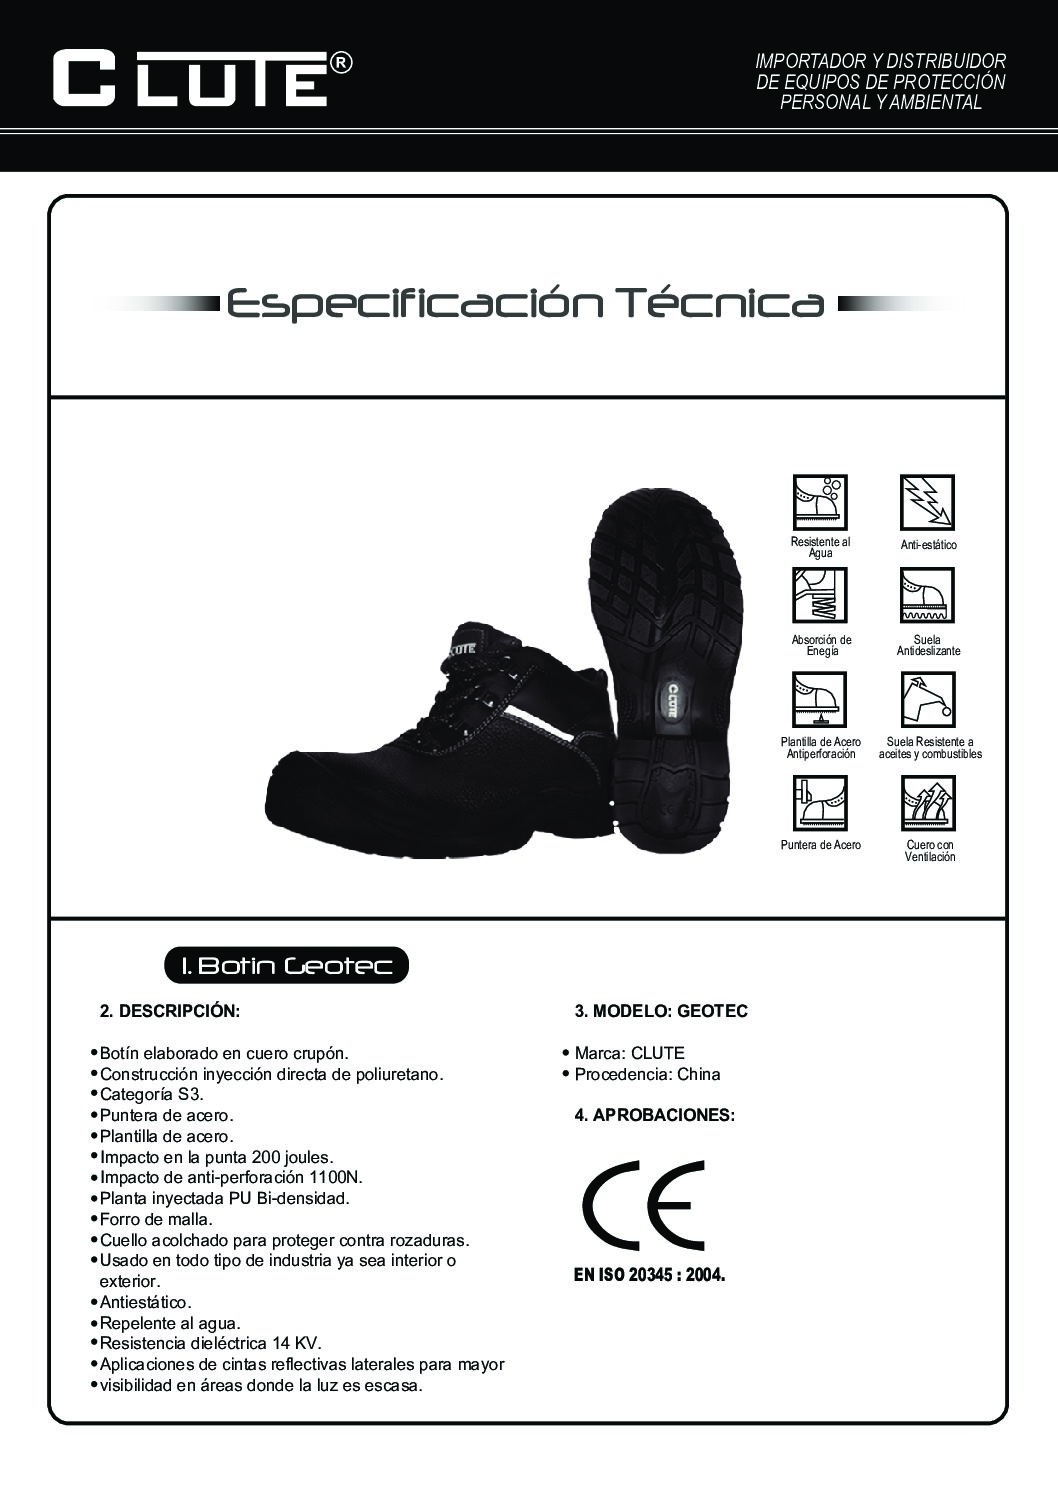 C LUTE®
IMPORTADOR Y DISTRIBUIDOR
DE EQUIPOS DE PROTECCIÓN
PERSONAL Y AMBIENTAL
Especificación Técnica
CLUTE
C-LUTE
Resistente al
Agua
Anti-estático
Absorción de
Enegía
Suela
Antideslizante
Plantilla de Acero
Antiperforación
Suela Resistente a
aceites y combustibles
Puntera de Acero
Cuero con
Ventilación
1. Botin Geotec
2. DESCRIPCIÓN:
• Botín elaborado en cuero crupón.
• Construcción inyección directa de poliuretano.
• Categoría S3.
• Puntera de acero.
• Plantilla de acero.
• Impacto en la punta 200 joules.
• Impacto de anti-perforación 1100N.
• Planta inyectada PU Bi-densidad.
• Forro de malla.
• Cuello acolchado para proteger contra rozaduras.
• Usado en todo tipo de industria ya sea interior o
exterior.
• Antiestático.
• Repelente al agua.
• Resistencia dieléctrica 14 KV.
• Aplicaciones de cintas reflectivas laterales para mayor
• visibilidad en áreas donde la luz es escasa.
3. MODELO: GEOTEC
• Marca: CLUTE
• Procedencia: China
4. APROBACIONES:
CE
EN ISO 20345 : 2004.